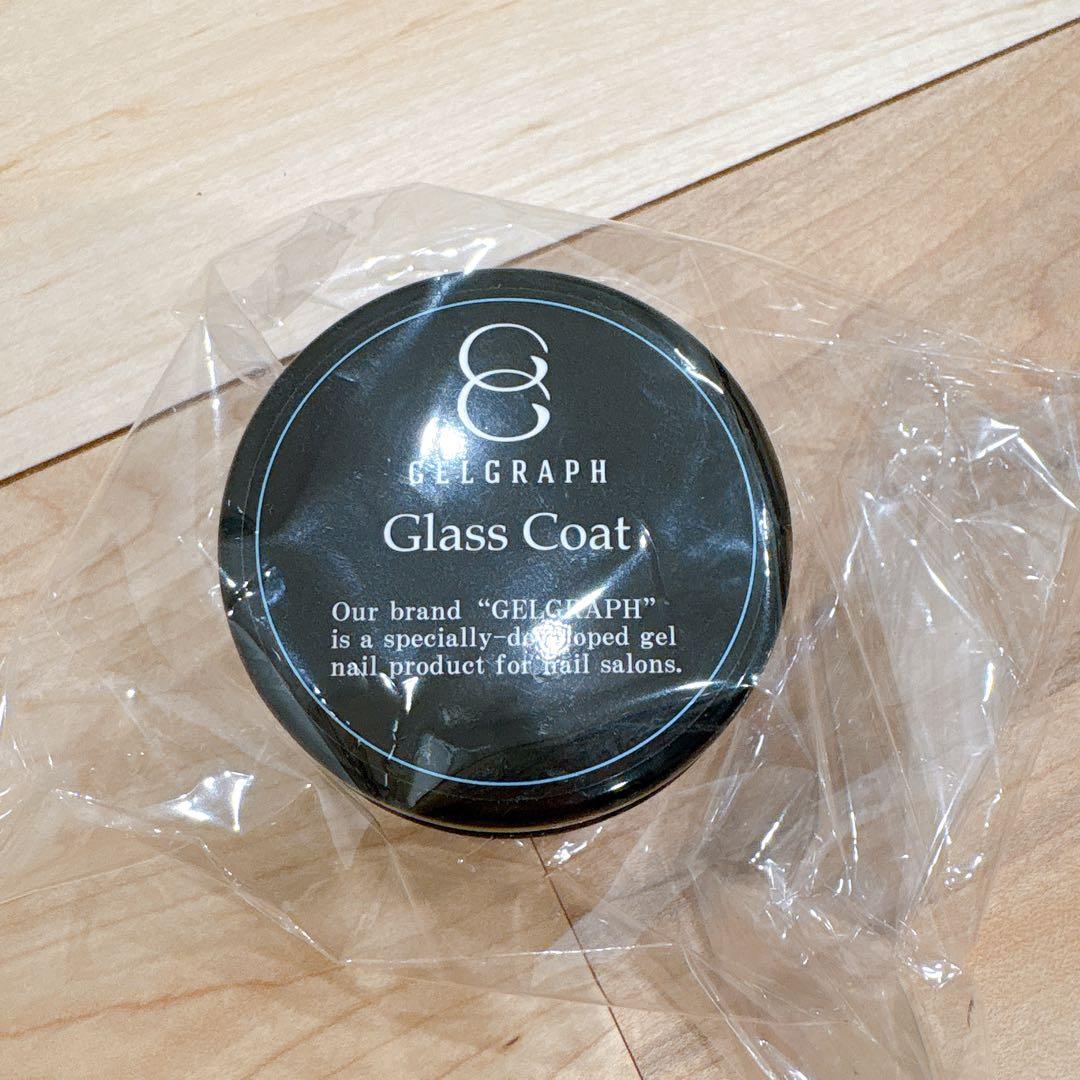 GELGRAPH
Glass Coat
Our brand “GELGRAPH”
is a specially-developed gel
nail product for nail salons.